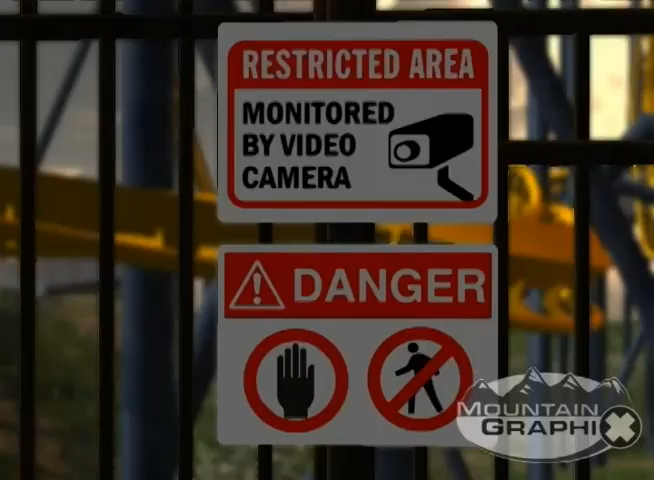 RESTRICTED AREA
MONITORED
BY VIDEO
CAMERA
DANGER
MOUNTAIN
GRAPHIX